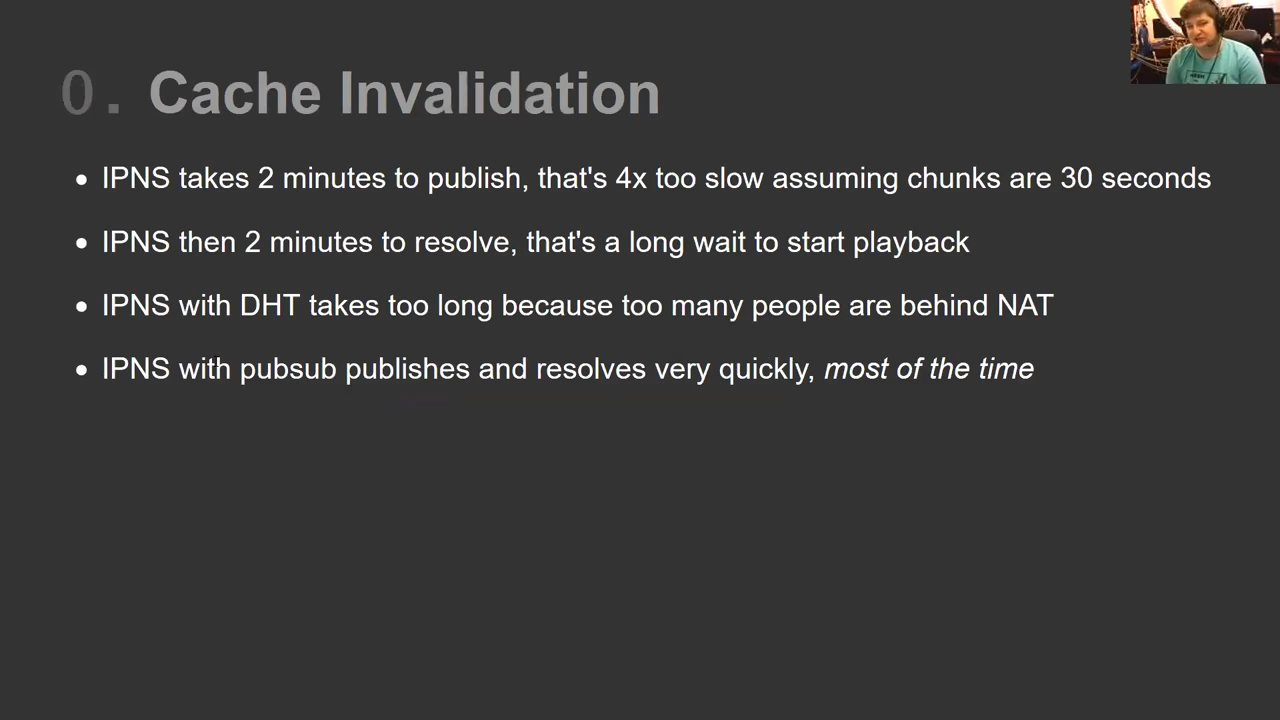 0. Cache Invalidation
IPNS takes 2 minutes to publish, that's 4x too slow assuming chunks are 30 seconds
IPNS then 2 minutes to resolve, that's a long wait to start playback
IPNS with DHT takes too long because too many people are behind NAT
IPNS with pubsub publishes and resolves very quickly, most of the time